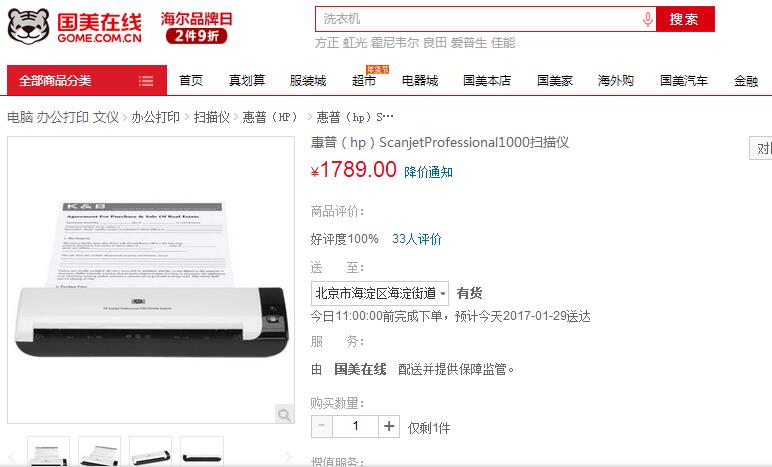 国美在线
GOME.COM.CN
海尔品牌日
2件9折
洗衣机
搜索
方正 虹光 霍尼韦尔 良田 爱普生 佳能
全部商品分类
首页 真划算 服装城 超市 电器城 国美本店 国美家 海外购 国美汽车 金融
年货节
电脑 办公打印 文仪 > 办公打印 > 扫描仪 > 惠普（HP） > 惠普（hp）S···
惠普（hp）ScanjetProfessional1000扫描仪
对
¥1789.00 降价通知
商品评价：
好评度100% 33人评价
送 至：
北京市海淀区海淀街道 有货
今日11:00:00前完成下单，预计今天2017-01-29送达
服 务：
由 国美在线 配送并提供保障监管。
购买数量：
- 1 + 仅剩1件
增值服务：
K & B
Agreement For Purchase & Sale Of Real Estate
hp